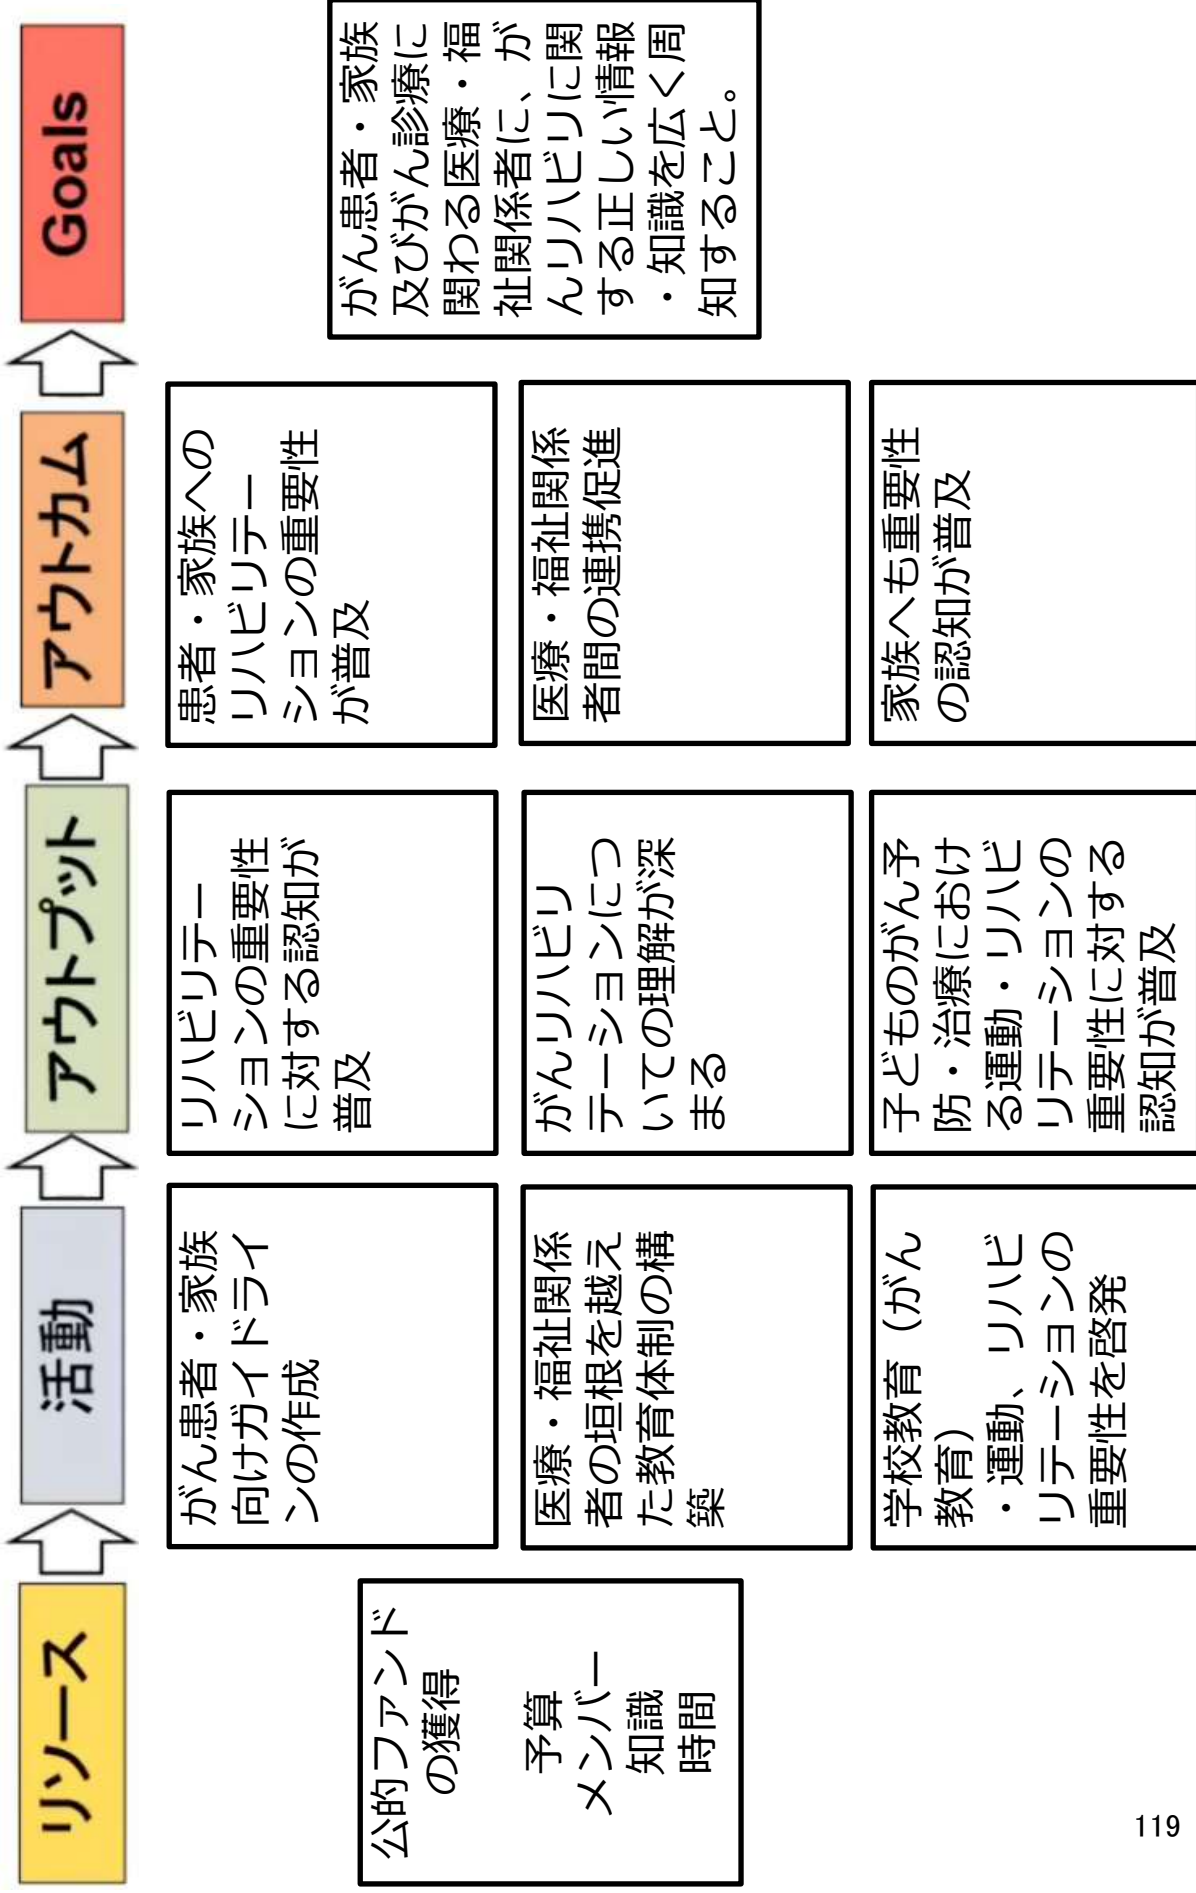 リソース
活動
アウトプット
アウトカム
Goals
公的ファンド
の獲得
予算
メンバー
知識
時間
がん患者・家族
向けガイドライ
ンの作成
リハビリテー
ションの重要性
に対する認知が
普及
患者・家族への
リハビリテー
ションの重要性
が普及
がん患者・家族
及びがん診療に
関わる医療・福
祉関係者に、が
んリハビリに関
する正しい情報
・知識を広く周
知すること。
医療・福祉関係
者の垣根を越え
た教育体制の構
築
がんリハビリ
テーションにつ
いての理解が深
まる
医療・福祉関係
者間の連携促進
学校教育（がん
教育）
・運動、リハビ
リテーションの
重要性を啓発
子どものがん予
防・治療におけ
る運動・リハビ
リテーションの
重要性に対する
認知が普及
家族へも重要性
の認知が普及
119